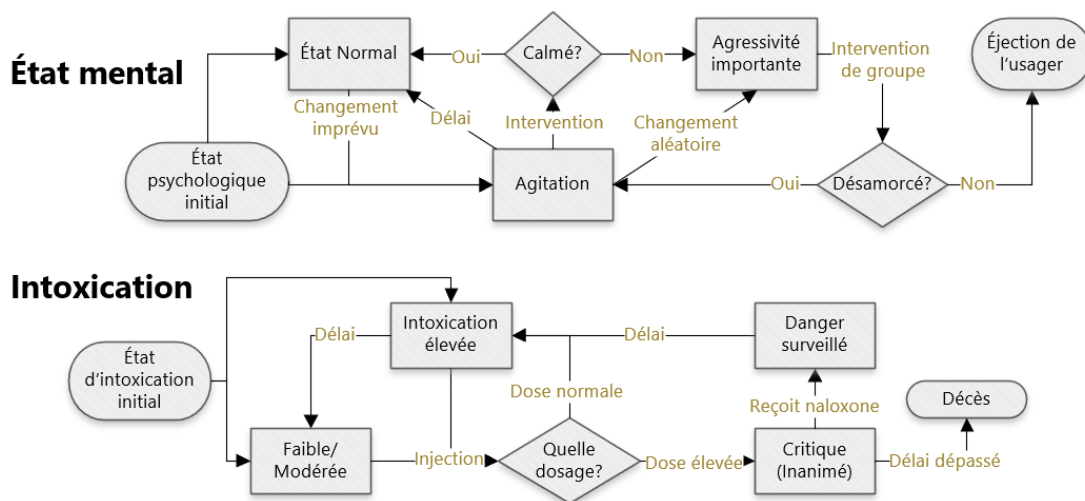 État mental
État Normal
Oui
Calmé?
Non
Agressivité
importante
Intervention
de groupe
Éjection de
l'usager
Changement
imprévu
Délai
Intervention
Changement
aléatoire
État
psychologique
initial
Agitation
Oui
Désamorcé?
Non
Intoxication
Délai
Intoxication
élevée
Délai
Danger
surveillé
État
d'intoxication
initial
Dose normale
Reçoit naloxone
Décès
Faible/
Modérée
Injection
Quelle
dosage?
Dose élevée
Critique
(Inanimé)
Délai dépassé